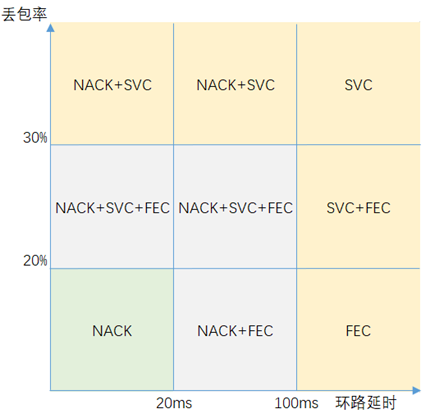 丢包率
NACK+SVC
NACK+SVC
SVC
30%
NACK+SVC+FEC
NACK+SVC+FEC
SVC+FEC
20%
NACK
NACK+FEC
FEC
20ms
100ms
环路延时